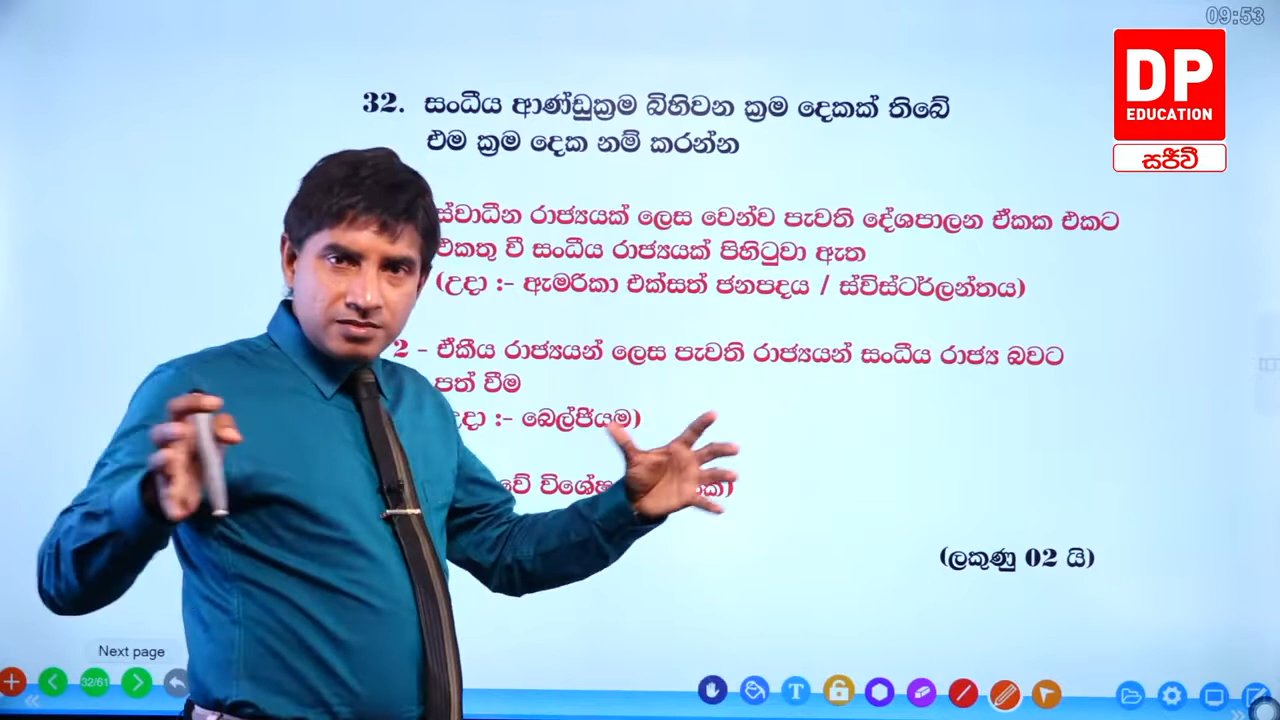 09:53
DP
EDUCATION
සජීවී
32. සංධීය ආණ්ඩුක්‍රම බිහිවන ක්‍රම දෙකක් තිබේ
එම ක්‍රම දෙක නම් කරන්න
ස්වාධීන රාජ්‍යයක් ලෙස වෙන්ව පැවති දේශපාලන ඒකක එකට
එකතු වී සංධීය රාජ්‍යයක් පිහිටුවා ඇත
(උදා :- ඇමරිකා එක්සත් ජනපදය / ස්විස්ටර්ලන්තය)
2 - ඒකීය රාජ්‍යයන් ලෙස පැවති රාජ්‍යයන් සංධීය රාජ්‍ය බවට
පත් වීම
:- බෙල්ජියම)
(ලකුණු 02 යි)
Next page
32/61
T